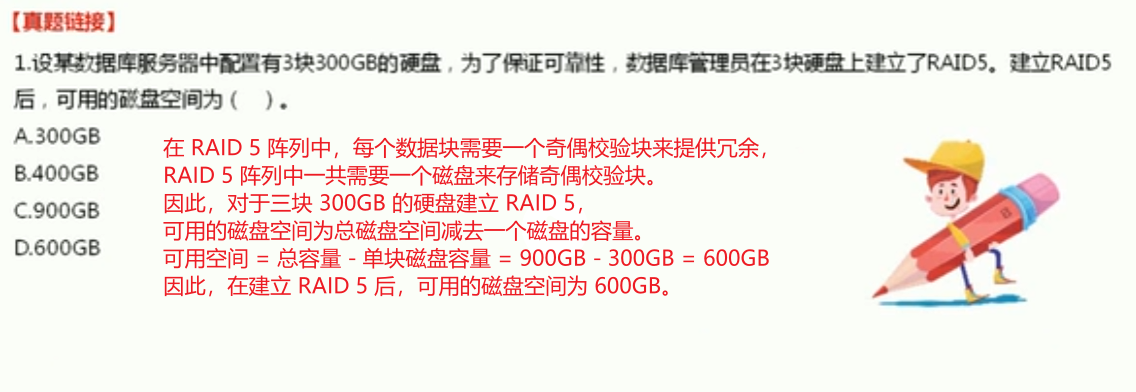 【真题链接】
1.设某数据库服务器中配置有3块300GB的硬盘，为了保证可靠性，数据库管理员在3块硬盘上建立了RAID5。建立RAID5
后，可用的磁盘空间为（　）。
A.300GB
B.400GB
C.900GB
D.600GB
在 RAID 5 阵列中，每个数据块需要一个奇偶校验块来提供冗余，
RAID 5 阵列中一共需要一个磁盘来存储奇偶校验块。
因此，对于三块 300GB 的硬盘建立 RAID 5，
可用的磁盘空间为总磁盘空间减去一个磁盘的容量。
可用空间 = 总容量 - 单块磁盘容量 = 900GB - 300GB = 600GB
因此，在建立 RAID 5 后，可用的磁盘空间为 600GB。